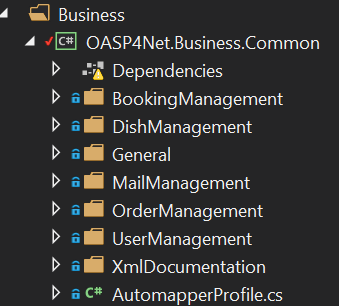 Business
C# OASP4Net.Business.Common
Dependencies
BookingManagement
DishManagement
General
MailManagement
OrderManagement
UserManagement
XmlDocumentation
C# AutomapperProfile.cs